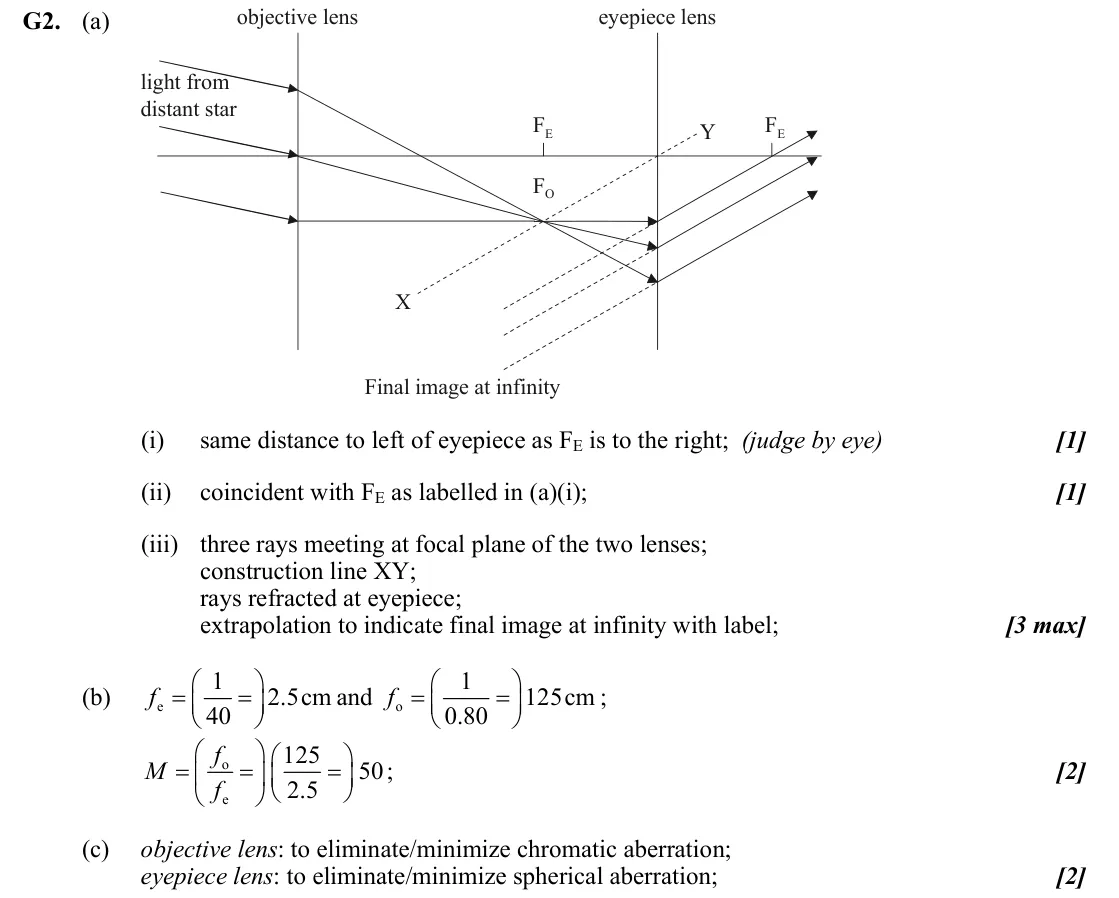 G2. (a)
objective lens
eyepiece lens
light from
distant star
F_E
Y
F_E
F_O
X
Final image at infinity
(i) same distance to left of eyepiece as F_E is to the right; (judge by eye) [1]
(ii) coincident with F_E as labelled in (a)(i); [1]
(iii) three rays meeting at focal plane of the two lenses;
construction line XY;
rays refracted at eyepiece;
extrapolation to indicate final image at infinity with label; [3 max]
(b) f_e = (1/40 =) 2.5 cm and f_o = (1/0.80 =) 125 cm ;
M = (f_o/f_e =) (125/2.5 =) 50 ; [2]
(c) objective lens: to eliminate/minimize chromatic aberration;
eyepiece lens: to eliminate/minimize spherical aberration; [2]